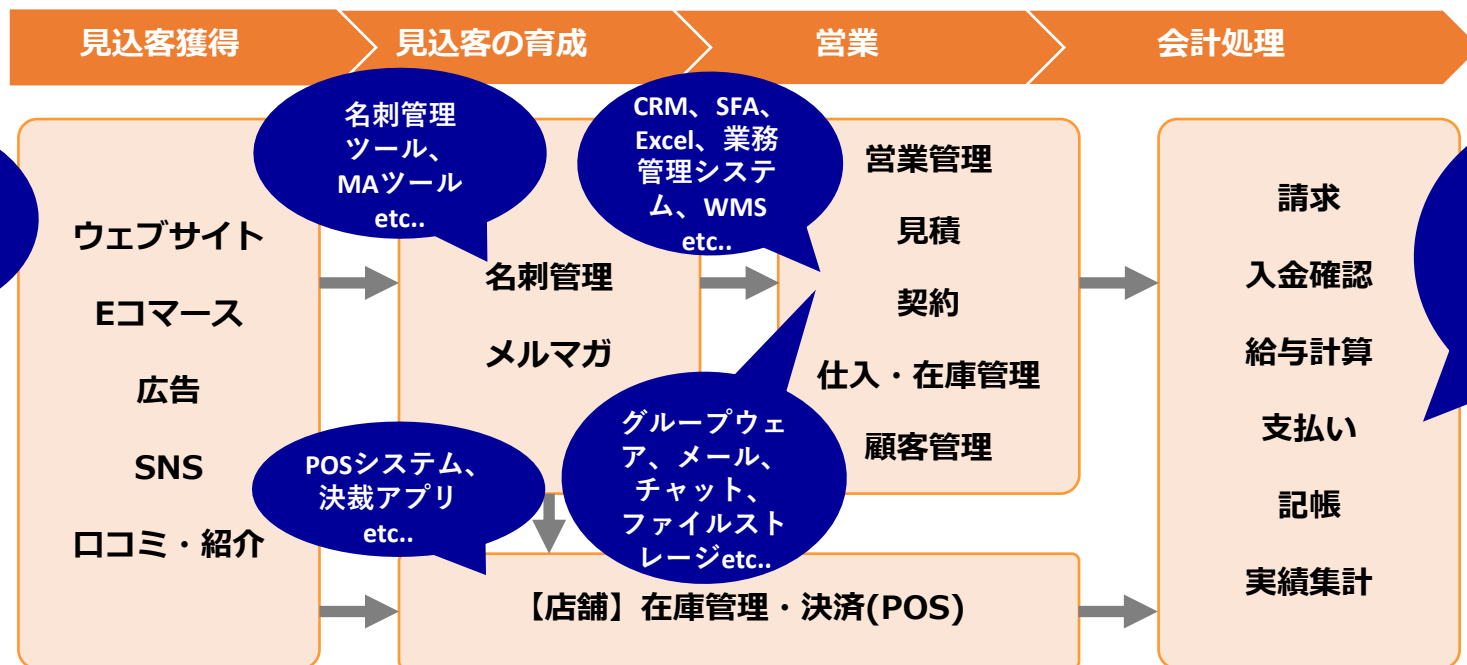 見込客獲得
見込客の育成
営業
会計処理
ウェブサイト
Eコマース
広告
SNS
口コミ・紹介
名刺管理
ツール、
MAツール
etc..
名刺管理
メルマガ
CRM、SFA、
Excel、業務
管理システ
ム、WMS
etc..
営業管理
見積
契約
仕入・在庫管理
顧客管理
グループウェ
ア、メール、
チャット、
ファイルスト
レージetc..
POSシステム、
決裁アプリ
etc..
【店舗】在庫管理・決済(POS)
請求
入金確認
給与計算
支払い
記帳
実績集計